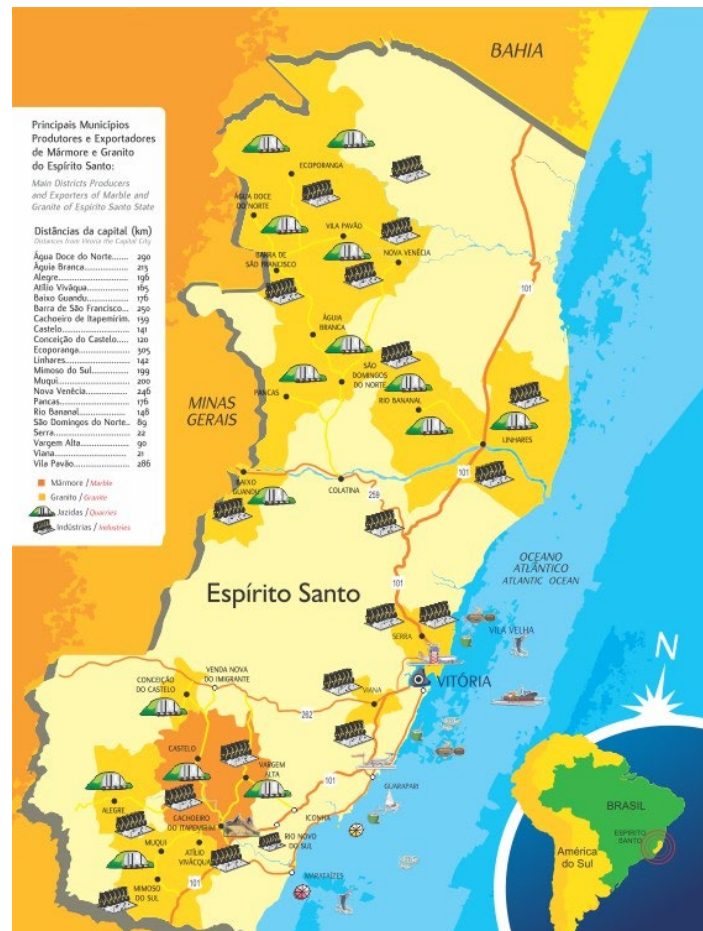 BAHIA
Principais Municípios
Produtores e Exportadores
de Mármore e Granito
do Espírito Santo:
Main Districts Producers
and Exporters of Marble and
Granite of Espírito Santo State
Distâncias da capital (km)
Distances from Vitoria the Capital City
Água Doce do Norte....... 290
Águia Branca................. 215
Alegre............................ 196
Atílio Vivàqua................ 165
Baixo Guandu................ 176
Barra de São Francisco... 250
Cachoeiro de Itapemirim. 139
Castelo.......................... 141
Conceição do Castelo..... 120
Ecoporanga................... 305
Linhares......................... 142
Mimoso do Sul............... 199
Muqui............................ 200
Nova Venécia................. 246
Pancas........................... 176
Rio Bananal................... 148
São Domingos do Norte.. 89
Serra.............................. 22
Vargem Alta................... 90
Viana.............................. 21
Vila Pavão...................... 286
Mármore / Marble
Granito / Granite
Jazidas / Quacries
Indústrias / Industries
ECOPORANGA
ÁGUA DOCE
DO NORTE
VILA PAVÃO
NOVA VENÉCIA
BARRA DE
SÃO FRANCISCO
101
ÁGUIA
BRANCA
SÃO
DOMINGOS
DO NORTE
PANCAS
RIO BANANAL
MINAS
GERAIS
LINHARES
101
BAIXO
GUANDU
COLATINA
259
OCEANO
ATLÂNTICO
ATLANTIC OCEAN
101
Espírito Santo
SERRA
VILA VELHA
N
VITÓRIA
VENDA NOVA
DO IMIGRANTE
CONCEIÇÃO
DO CASTELO
VIANA
262
CASTELO
VARGEM
ALTA
101
GUARAPARI
ALEGRE
CACHOEIRO
DO ITAPEMIRIM
ICONHA
RIO NOVO
DO SUL
MUQUI
ATÍLIO
VIVÁCQUA
MARATAÍZES
MIMOSO
DO SUL
101
BRASIL
ESPÍRITO
SANTO
América
do Sul